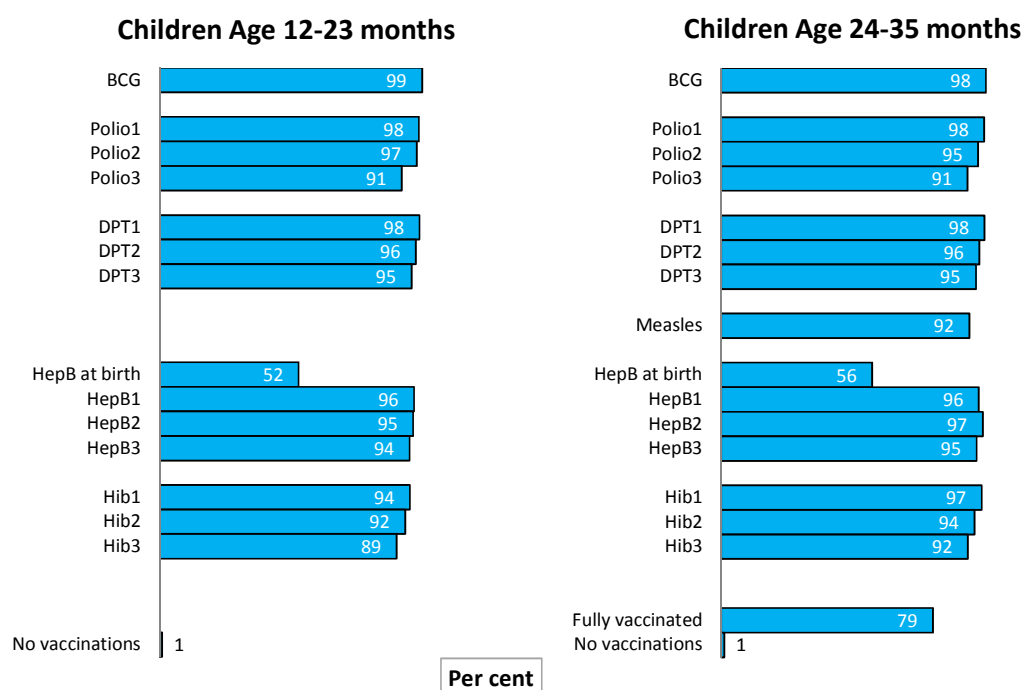 Children Age 12-23 months
BCG 99
Polio1 98
Polio2 97
Polio3 91
DPT1 98
DPT2 96
DPT3 95
HepB at birth 52
HepB1 96
HepB2 95
HepB3 94
Hib1 94
Hib2 92
Hib3 89
No vaccinations 1
Children Age 24-35 months
BCG 98
Polio1 98
Polio2 95
Polio3 91
DPT1 98
DPT2 96
DPT3 95
Measles 92
HepB at birth 56
HepB1 96
HepB2 97
HepB3 95
Hib1 97
Hib2 94
Hib3 92
Fully vaccinated 79
No vaccinations 1
Per cent